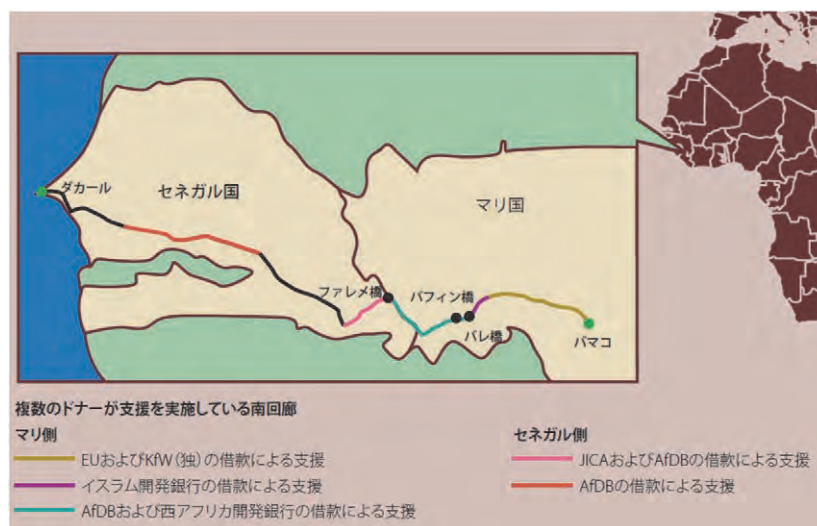 ダカール
セネガル国
マリ国
ファレメ橋
バフィン橋
バレ橋
バマコ
複数のドナーが支援を実施している南回廊
マリ側
EUおよびKfW(独)の借款による支援
イスラム開発銀行の借款による支援
AfDBおよび西アフリカ開発銀行の借款による支援
セネガル側
JICAおよびAfDBの借款による支援
AfDBの借款による支援